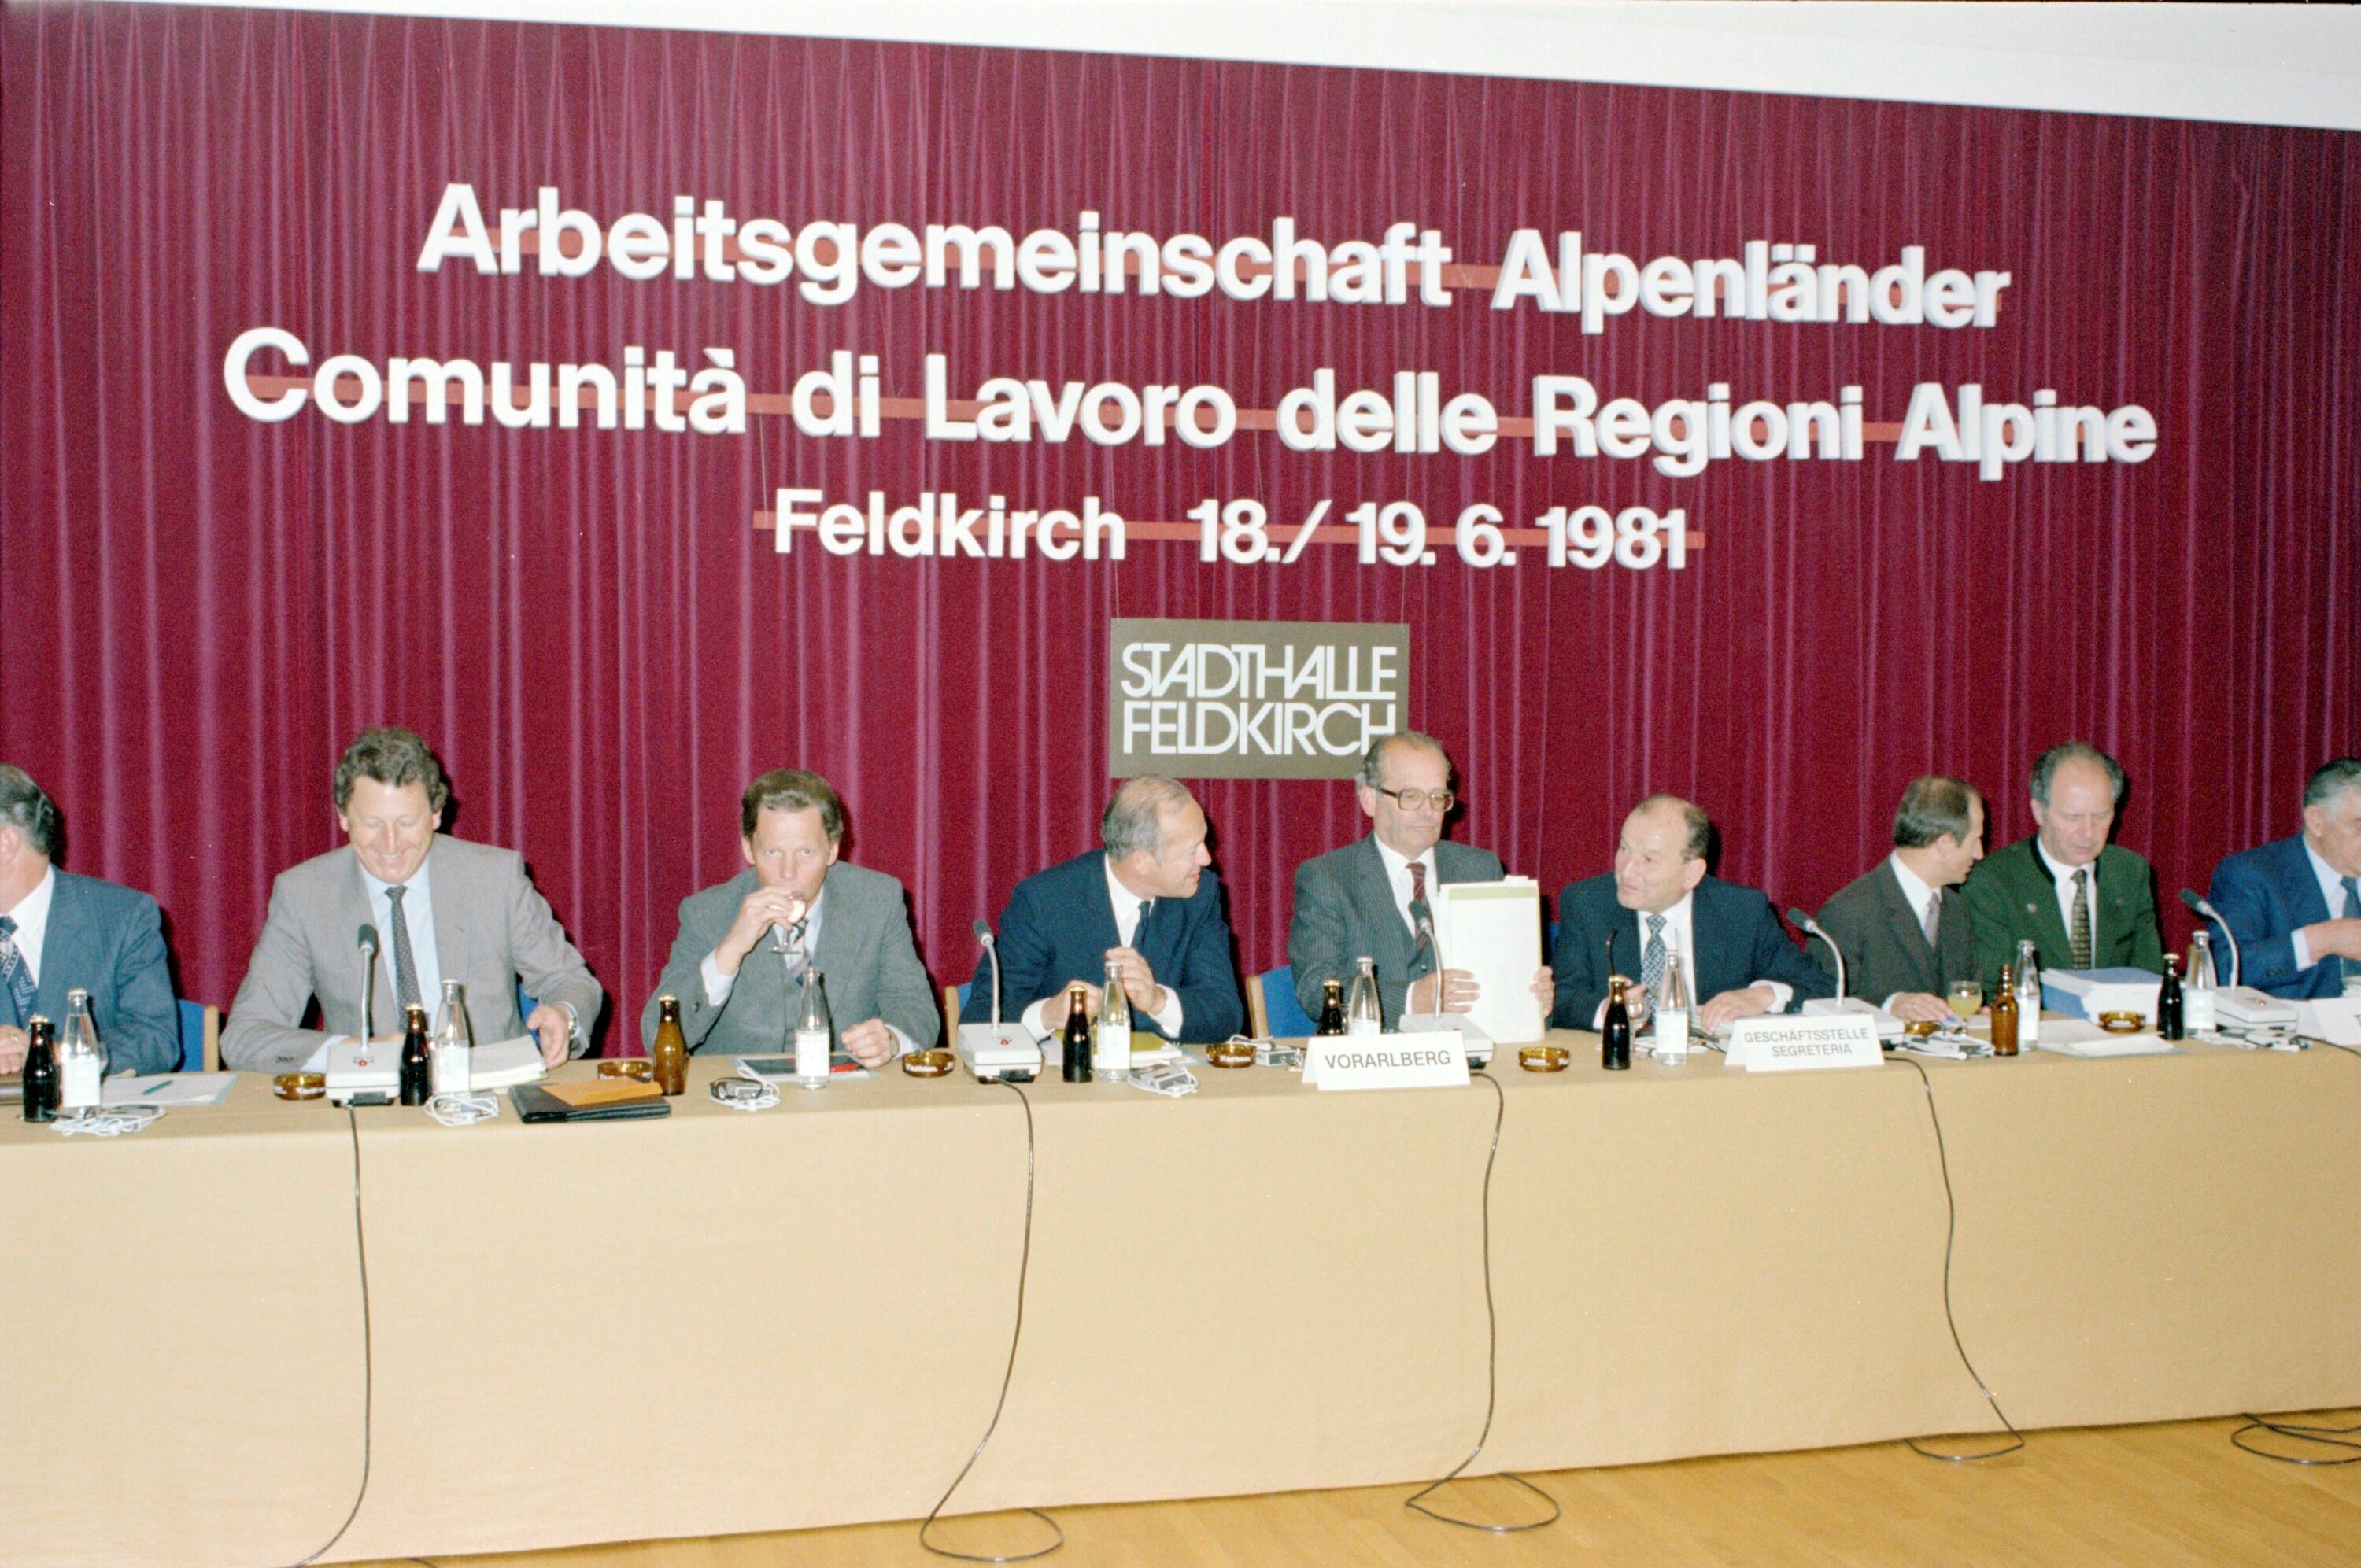 Arbeitsgemeinschaft Alpenländer
Comunità di Lavoro delle Regioni Alpine
Feldkirch 18./19. 6. 1981
STADTHALLE
FELDKIRCH
VORARLBERG
GESCHÄFTSSTELLE
SEGRETERIA